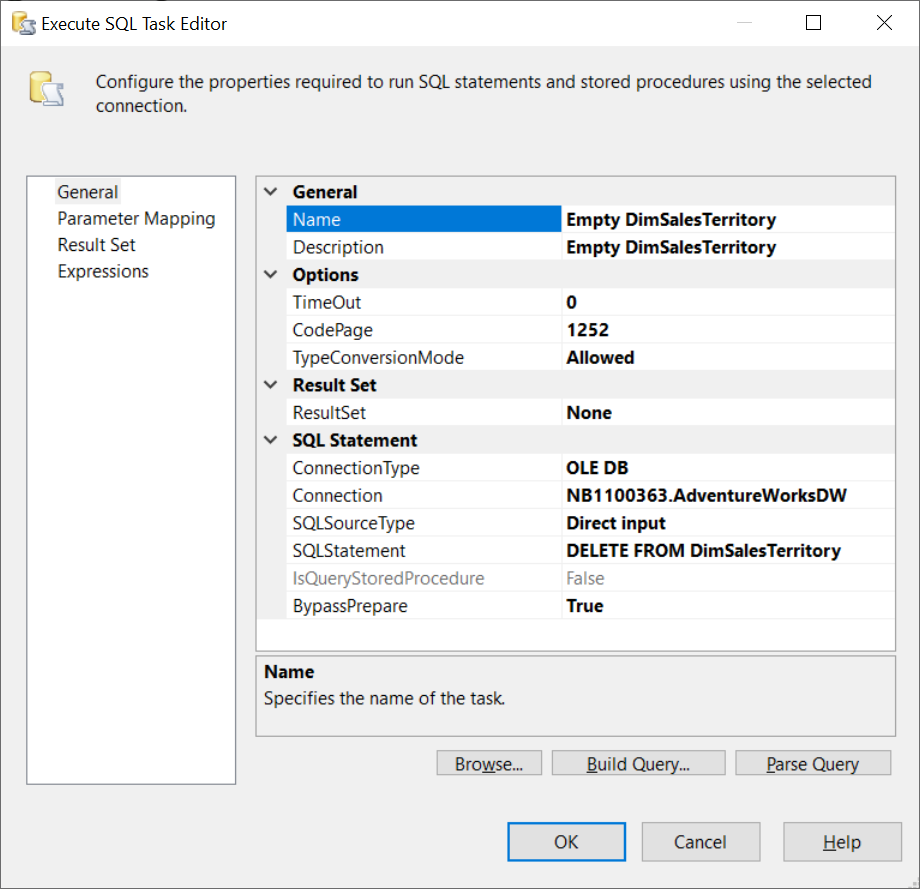 Execute SQL Task Editor
Configure the properties required to run SQL statements and stored procedures using the selected
connection.
General
Parameter Mapping
Result Set
Expressions
General
Name Empty DimSalesTerritory
Description Empty DimSalesTerritory
Options
TimeOut 0
CodePage 1252
TypeConversionMode Allowed
Result Set
ResultSet None
SQL Statement
ConnectionType OLE DB
Connection NB1100363.AdventureWorksDW
SQLSourceType Direct input
SQLStatement DELETE FROM DimSalesTerritory
IsQueryStoredProcedure False
BypassPrepare True
Name
Specifies the name of the task.
Browse... Build Query... Parse Query
OK Cancel Help